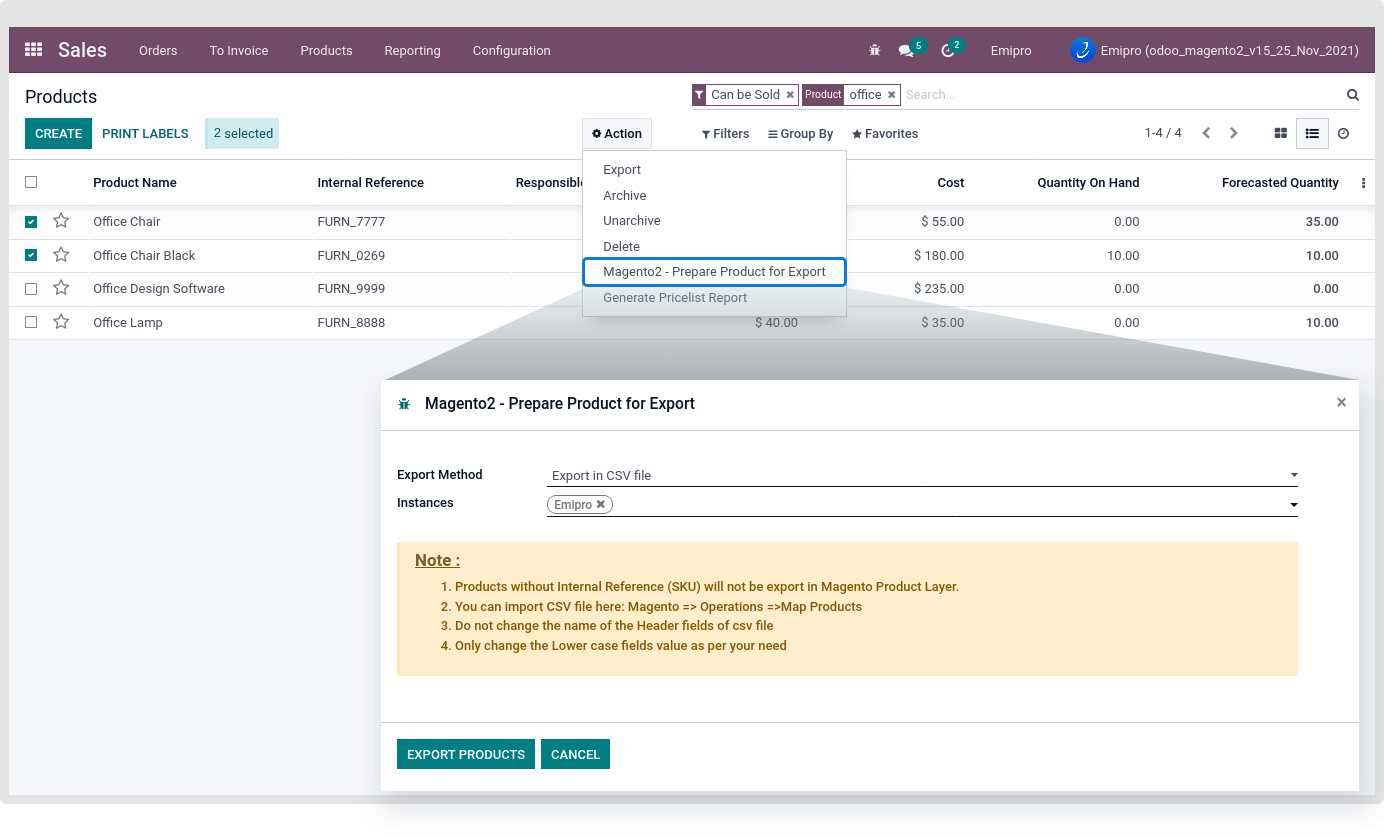 Sales Orders To Invoice Products Reporting Configuration 5 2 Emipro Emipro (odoo_magento2_v15_25_Nov_2021)
Products Can be Sold Product office Search...
CREATE PRINT LABELS 2 selected Action Filters Group By Favorites 1-4 / 4
Product Name Internal Reference Responsible Cost Quantity On Hand Forecasted Quantity
Office Chair FURN_7777 $ 55.00 0.00 35.00
Office Chair Black FURN_0269 $ 180.00 10.00 10.00
Office Design Software FURN_9999 $ 235.00 0.00 0.00
Office Lamp FURN_8888 $ 40.00 $ 35.00 0.00 10.00
Export
Archive
Unarchive
Delete
Magento2 - Prepare Product for Export
Generate Pricelist Report
Magento2 - Prepare Product for Export
Export Method Export in CSV file
Instances Emipro
Note :
1. Products without Internal Reference (SKU) will not be export in Magento Product Layer.
2. You can import CSV file here: Magento => Operations =>Map Products
3. Do not change the name of the Header fields of csv file
4. Only change the Lower case fields value as per your need
EXPORT PRODUCTS CANCEL